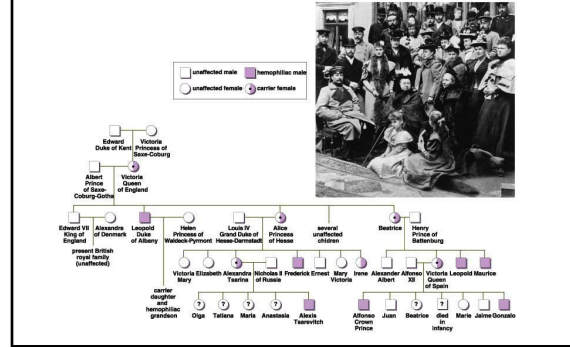 unaffected male
hemophiliac male
unaffected female
carrier female
Edward
Duke of Kent
Victoria
Princess of
Saxe-Coburg
Albert
Prince
of Saxe-
Coburg-Gotha
Victoria
Queen
of England
Edward VII
King of
England
Alexandra
of Denmark
Leopold
Duke
of Albany
Helen
Princess of
Waldeck-Pyrmont
Louis IV
Grand Duke of
Hesse-Darmstadt
Alice
Princess
of Hesse
several
unaffected
children
Beatrice
Henry
Prince of
Battenburg
present British
royal family
(unaffected)
Victoria
Mary
Elizabeth
Alexandra
Tsarina
Nicholas II
of Russia
Frederick
Ernest
Mary
Victoria
Irene
Alexander
Albert
Alfonso
XII
Victoria
Queen
of Spain
Leopold
Maurice
carrier
daughter
and
hemophiliac
grandson
?
?
?
?
?
?
Olga
Tatiana
Maria
Anastasia
Alexis
Tsarevitch
Alfonso
Crown
Prince
Juan
Beatrice
died
in
infancy
Marie
Jaime
Gonzalo